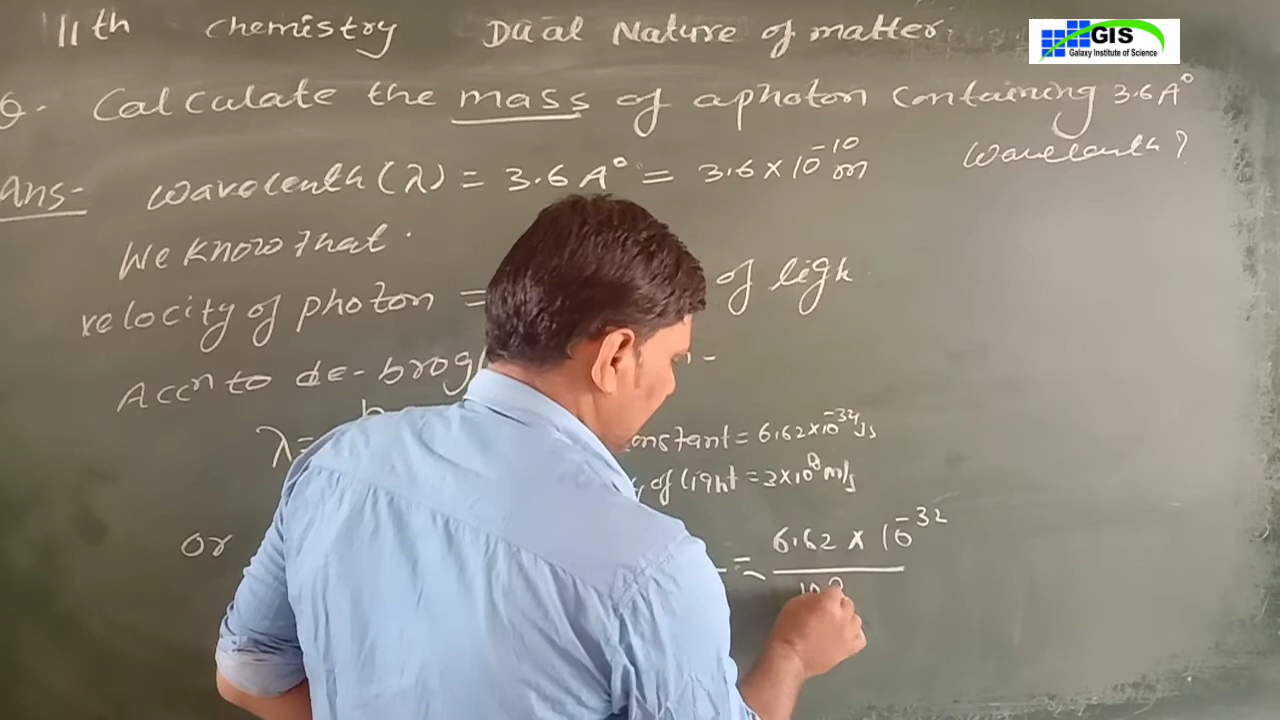 11th Chemistry Dual Nature of matter.
GIS
Galaxy Institute of Science
Q. Calculate the mass of a photon containing 3.6 A°
wavelenth?
Ans- wavelenth (λ) = 3.6 A° = 3.6 × 10⁻¹⁰ m
We know that.
velocity of photon = of ligh
Accⁿ to de-brog
λ= h onstant = 6.62×10⁻³⁴ Js
of light = 3×10⁸ m/s
or = 6.62 × 10⁻³²